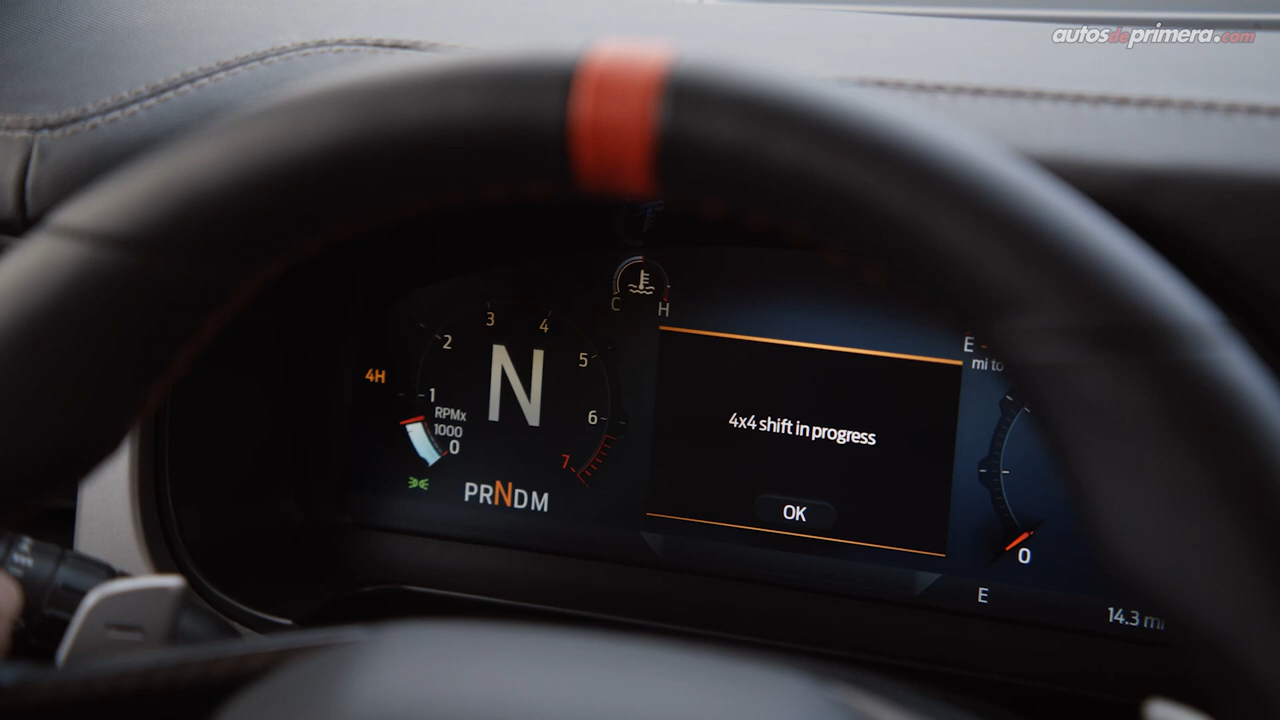 autosdeprimera.com
C
H
E
mi to
3
4
2
5
4H
1
6
RPMx
1000
0
7
N
4x4 shift in progress
PRNDM
OK
0
E
14.3 mi